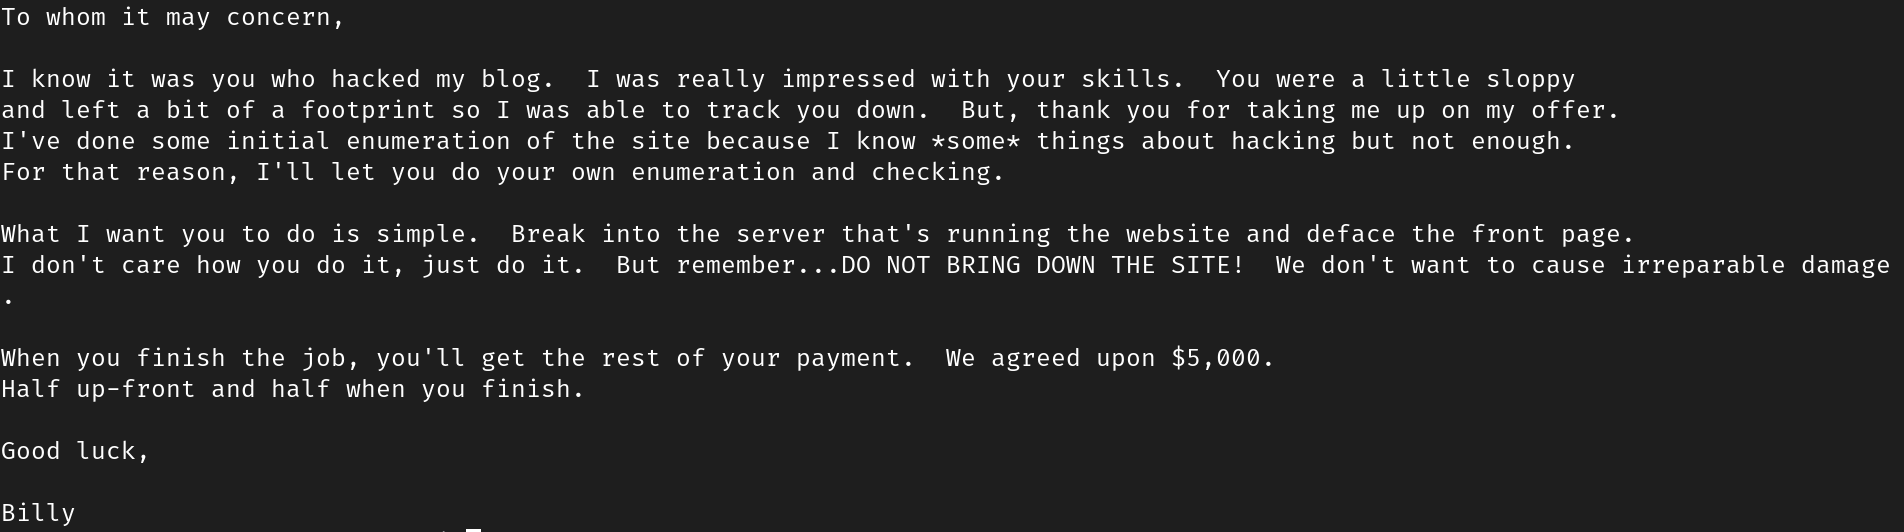 To whom it may concern,
I know it was you who hacked my blog.  I was really impressed with your skills.  You were a little sloppy
and left a bit of a footprint so I was able to track you down.  But, thank you for taking me up on my offer.
I've done some initial enumeration of the site because I know *some* things about hacking but not enough.
For that reason, I'll let you do your own enumeration and checking.
What I want you to do is simple.  Break into the server that's running the website and deface the front page.
I don't care how you do it, just do it.  But remember...DO NOT BRING DOWN THE SITE!  We don't want to cause irreparable damage
.
When you finish the job, you'll get the rest of your payment.  We agreed upon $5,000.
Half up-front and half when you finish.
Good luck,
Billy